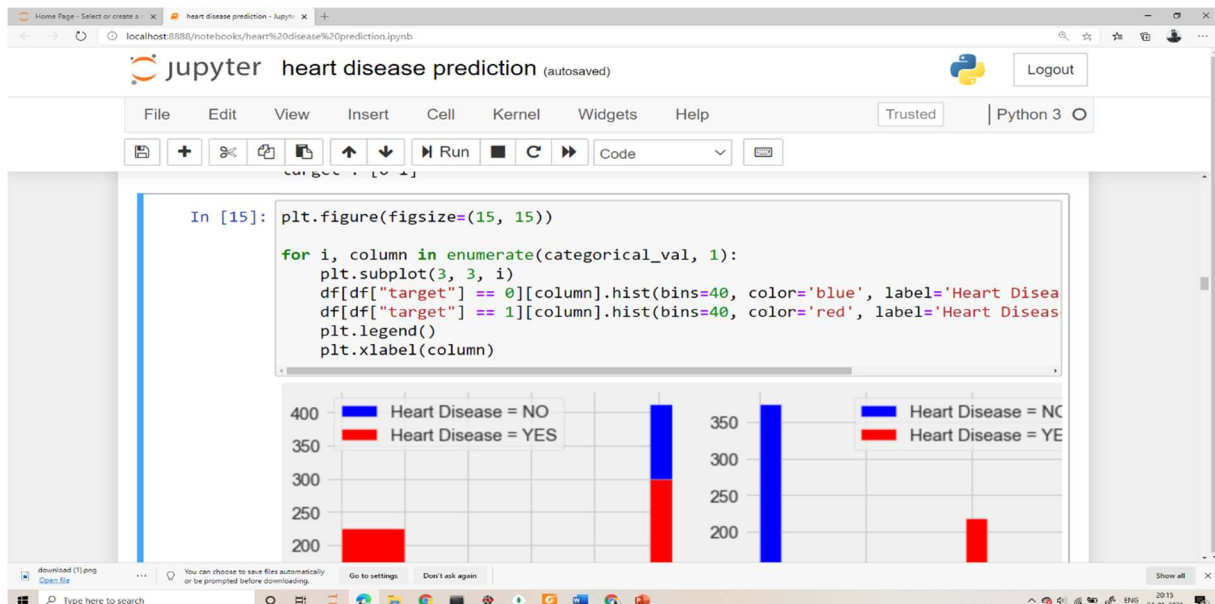 Home Page - Select or create a n
heart disease prediction - Jupyte
localhost:8888/notebooks/heart%20disease%20prediction.ipynb
jupyter heart disease prediction (autosaved)
Logout
File Edit View Insert Cell Kernel Widgets Help Trusted Python 3
Run Code
target : [0 1]
In [15]: plt.figure(figsize=(15, 15))
for i, column in enumerate(categorical_val, 1):
plt.subplot(3, 3, i)
df[df["target"] == 0][column].hist(bins=40, color='blue', label='Heart Disea
df[df["target"] == 1][column].hist(bins=40, color='red', label='Heart Diseas
plt.legend()
plt.xlabel(column)
400
350
300
250
200
Heart Disease = NO
Heart Disease = YES
350
300
250
200
Heart Disease = NO
Heart Disease = YE
download (1).png
Open file
You can choose to save files automatically
or be prompted before downloading.
Go to settings Don't ask again
Show all
Type here to search
ENG
20:15